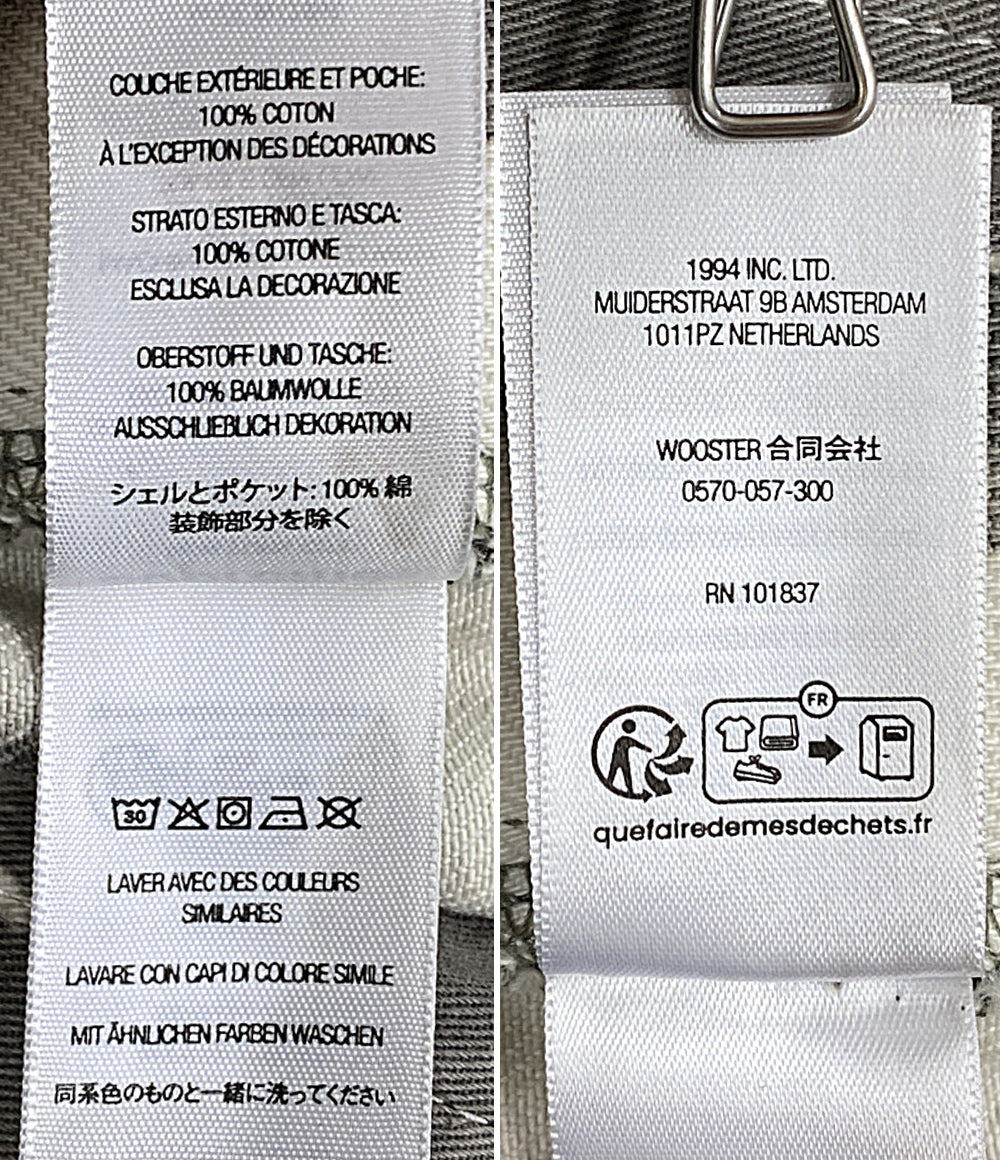 COUCHE EXTÉRIEURE ET POCHE:
100% COTON
À L'EXCEPTION DES DÉCORATIONS
STRATO ESTERNO E TASCA:
100% COTONE
ESCLUSA LA DECORAZIONE
OBERSTOFF UND TASCHE:
100% BAUMWOLLE
AUSSCHLIEBLICH DEKORATION
シェルとポケット: 100% 綿
装飾部分を除く
30
LAVER AVEC DES COULEURS
SIMILAIRES
LAVARE CON CAPI DI COLORE SIMILE
MIT ÄHNLICHEN FARBEN WASCHEN
同系色のものと一緒に洗ってください
1994 INC. LTD.
MUIDERSTRAAT 9B AMSTERDAM
1011PZ NETHERLANDS
WOOSTER 合同会社
0570-057-300
RN 101837
FR
quefairedemesdechets.fr